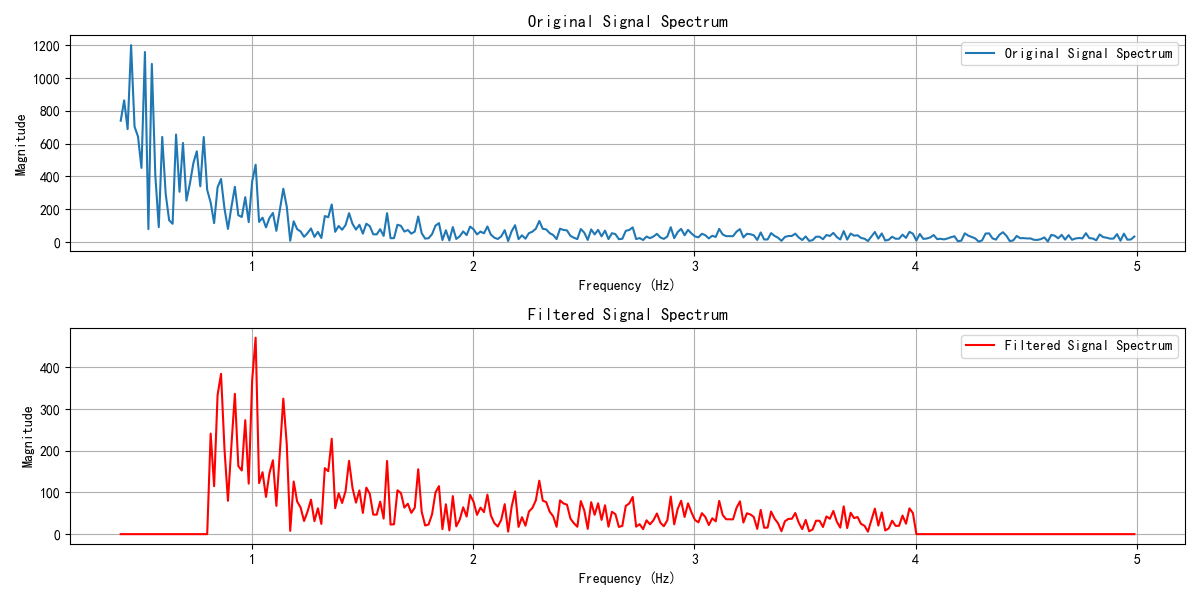 Original Signal Spectrum
1200
1000
800
600
400
200
0
Magnitude
Original Signal Spectrum
1 2 3 4 5
Frequency (Hz)
Filtered Signal Spectrum
400
300
200
100
0
Magnitude
Filtered Signal Spectrum
1 2 3 4 5
Frequency (Hz)